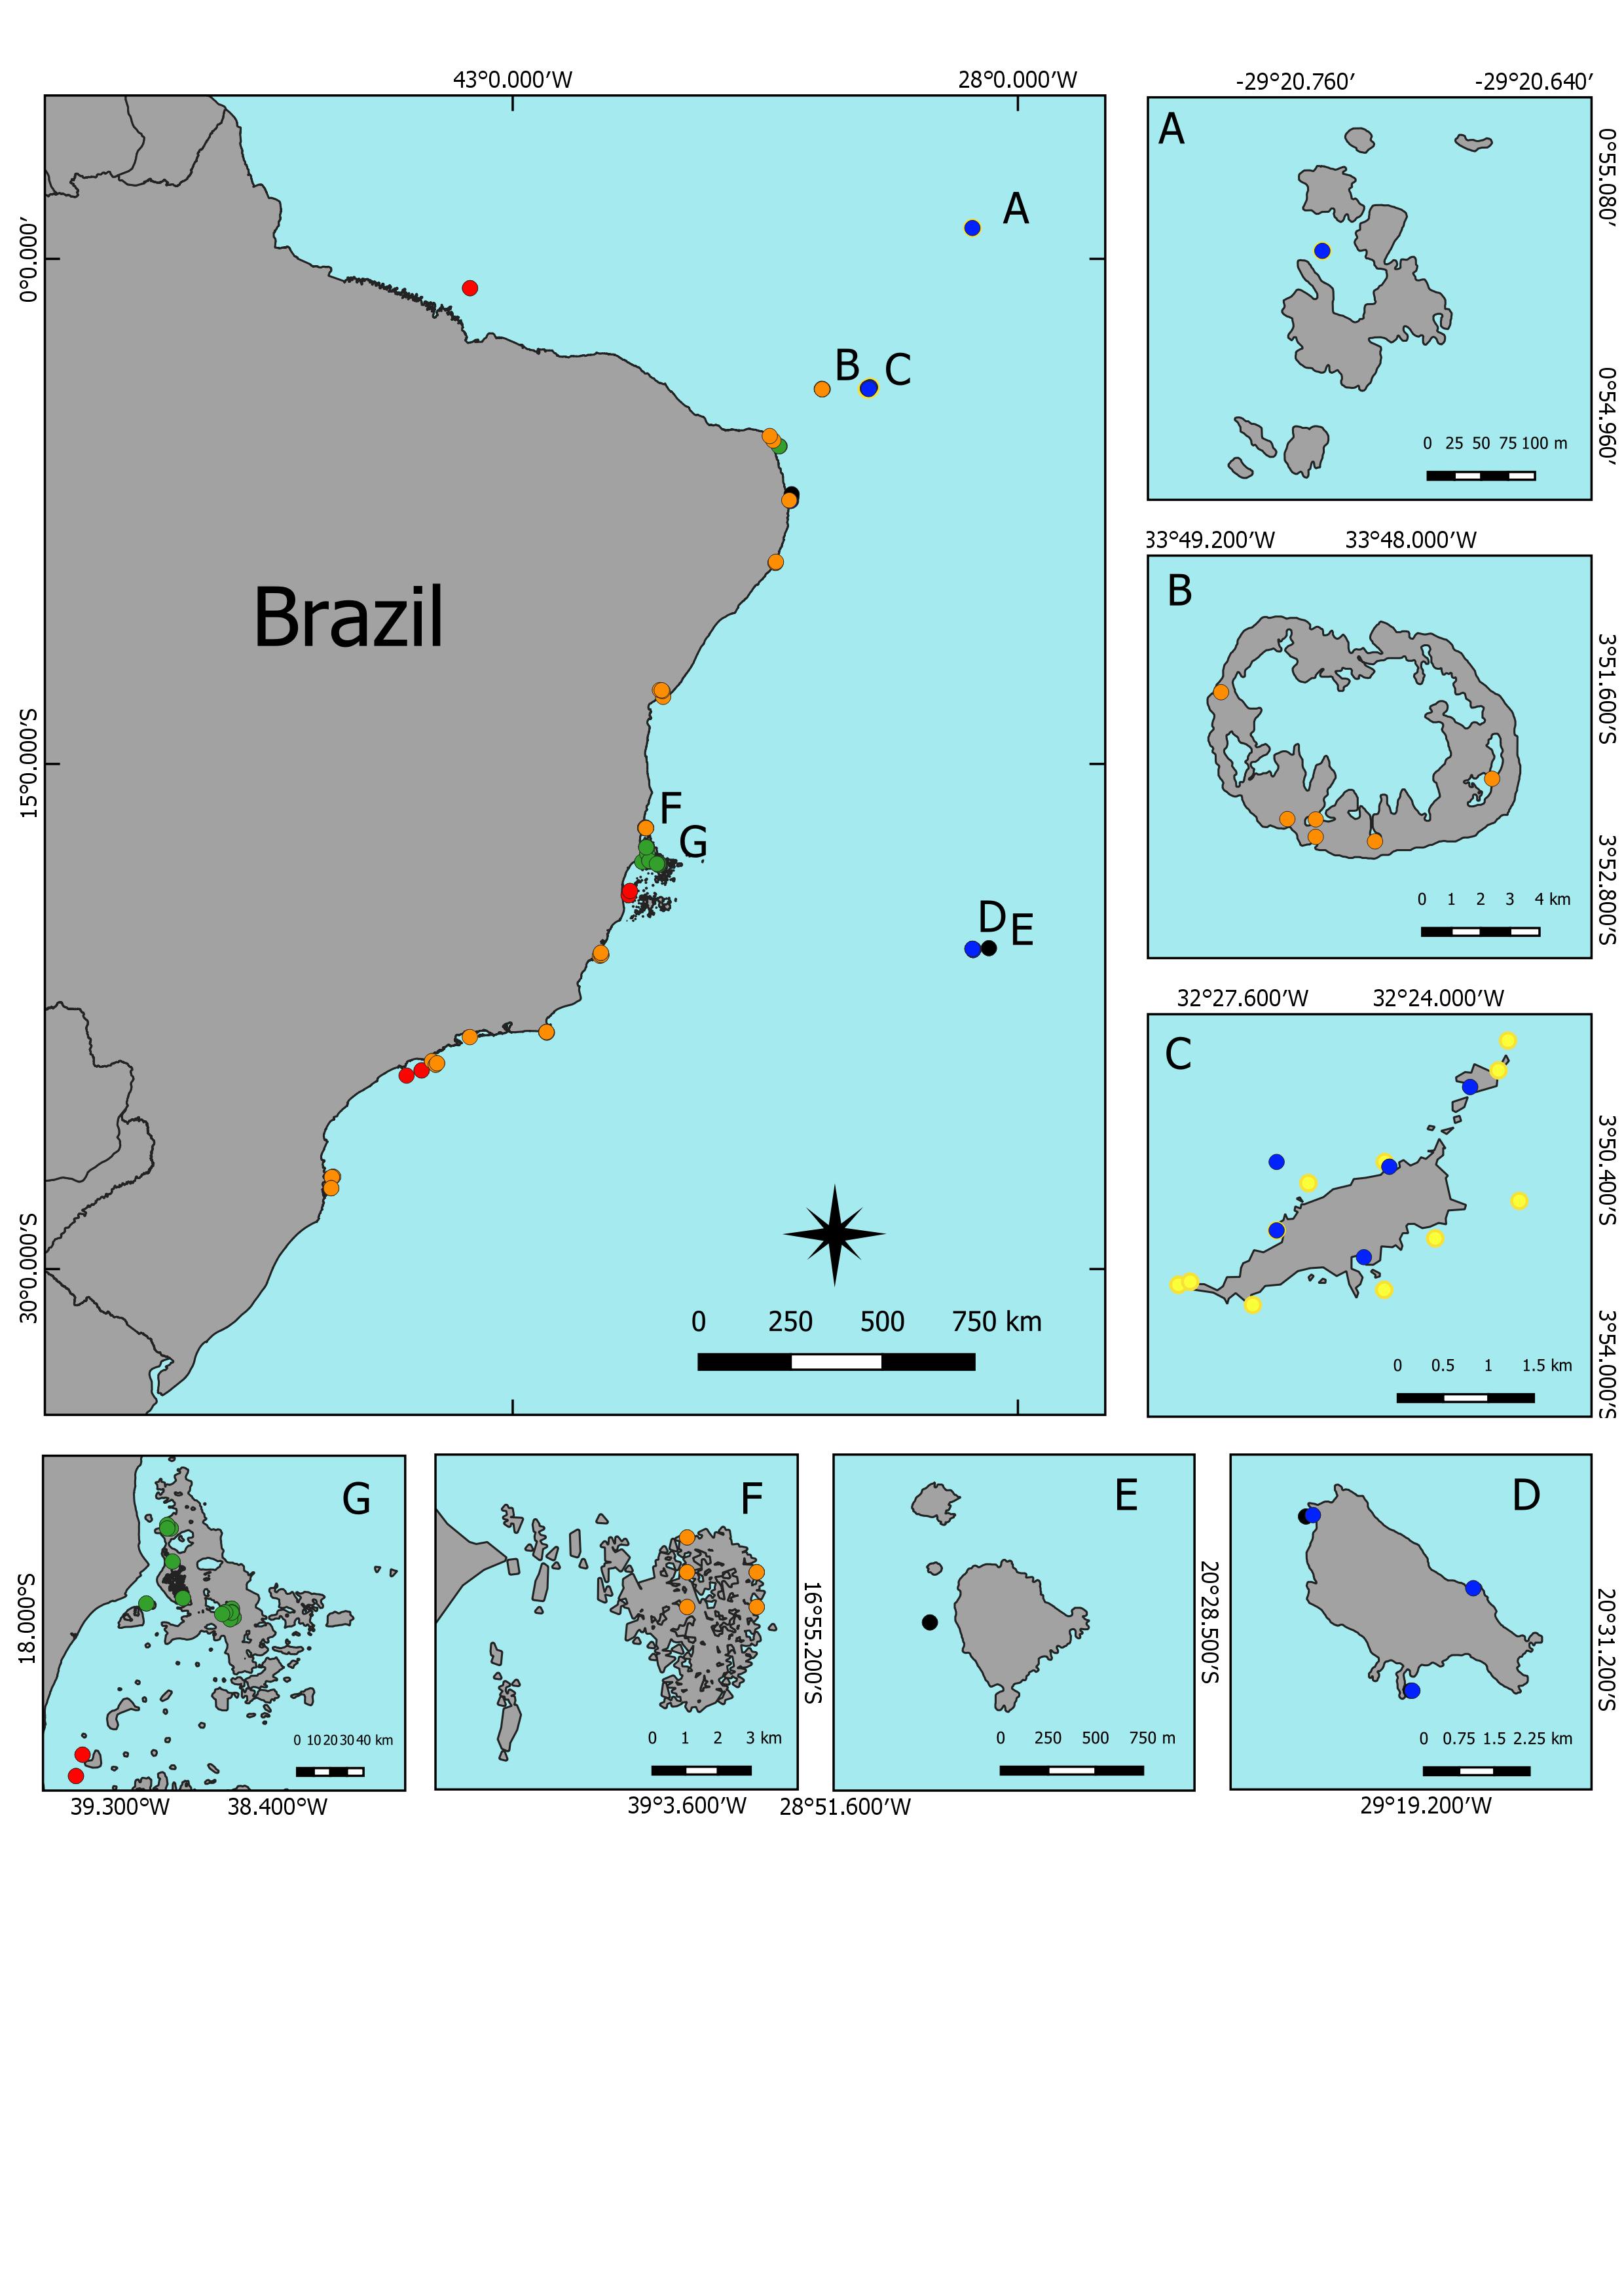 43°0.000′W 28°0.000′W
0°0.000′
15°0.000′S
30°0.000′S
A
B C
Brazil
F
G
D E
0 250 500 750 km
-29°20.760′ -29°20.640′
A
0°55.080′
0°54.960′
0 25 50 75 100 m
33°49.200′W 33°48.000′W
B
3°51.600′S
3°52.800′S
0 1 2 3 4 km
32°27.600′W 32°24.000′W
C
3°50.400′S
3°54.000′S
0 0.5 1 1.5 km
G
18.000°S
0 10 20 30 40 km
39.300°W 38.400°W
F
16°55.200′S
0 1 2 3 km
39°3.600′W
E
20°28.500′S
0 250 500 750 m
28°51.600′W
D
20°31.200′S
0 0.75 1.5 2.25 km
29°19.200′W